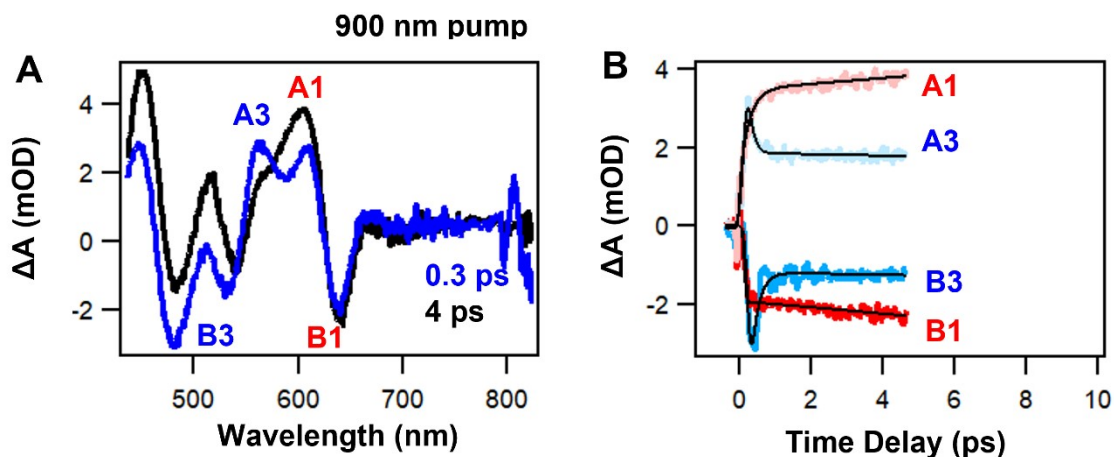 900 nm pump
A
A1
A3
B3
B1
0.3 ps
4 ps
4
2
0
-2
ΔA (mOD)
500
600
700
800
Wavelength (nm)
B
A1
A3
B3
B1
4
2
0
-2
ΔA (mOD)
0
2
4
6
8
10
Time Delay (ps)